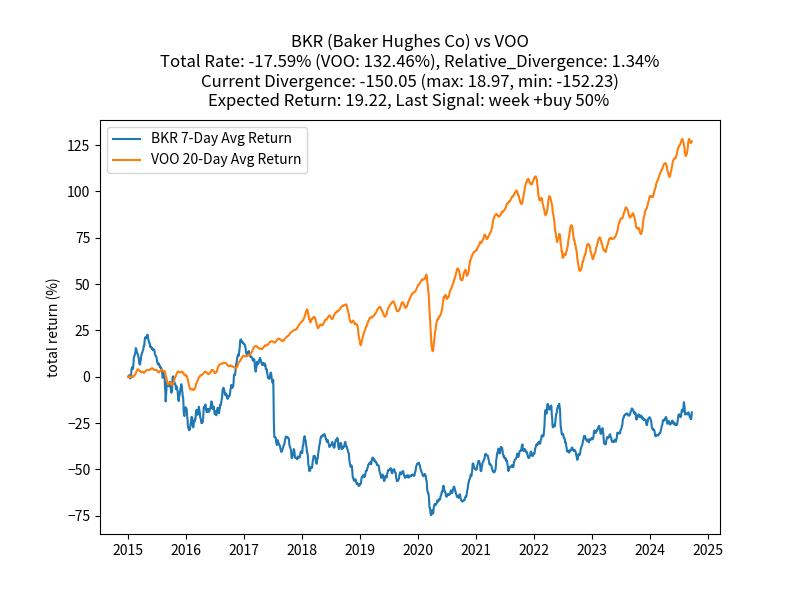 BKR (Baker Hughes Co) vs VOO
Total Rate: -17.59% (VOO: 132.46%), Relative_Divergence: 1.34%
Current Divergence: -150.05 (max: 18.97, min: -152.23)
Expected Return: 19.22, Last Signal: week +buy 50%
BKR 7-Day Avg Return
VOO 20-Day Avg Return
total return (%)
125
100
75
50
25
0
−25
−50
−75
2015 2016 2017 2018 2019 2020 2021 2022 2023 2024 2025